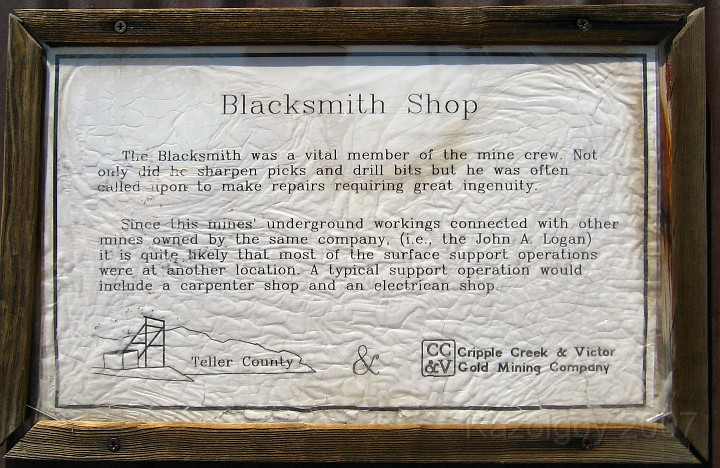 Blacksmith Shop
The Blacksmith was a vital member of the mine crew. Not
only did he sharpen picks and drill bits but he was often
called upon to make repairs requiring great ingenuity.
Since this mines' underground workings connected with other
mines owned by the same company, (i.e., the John A. Logan)
it is quite likely that most of the surface support operations
were at another location. A typical support operation would
include a carpenter shop and an electrican shop.
Teller County & CC &V Cripple Creek & Victor
Gold Mining Company
Kazoiguy 2007